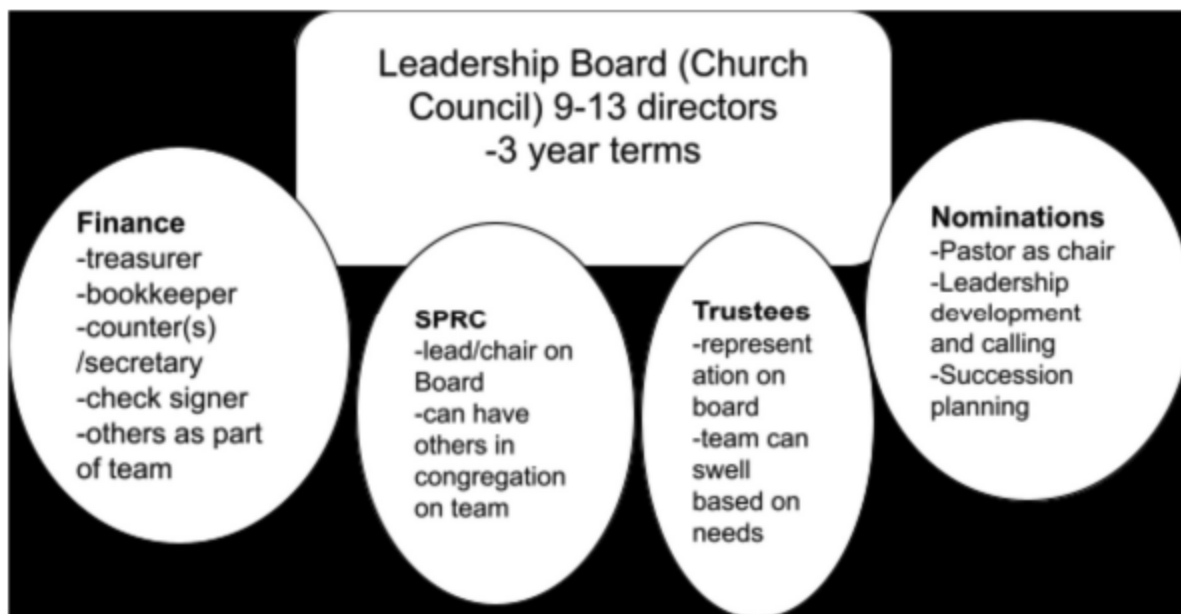 Leadership Board (Church
Council) 9-13 directors
-3 year terms
Finance
-treasurer
-bookkeeper
-counter(s)
/secretary
-check signer
-others as part
of team
SPRC
-lead/chair on
Board
-can have
others in
congregation
on team
Trustees
-represent
ation on
board
-team can
swell
based on
needs
Nominations
-Pastor as chair
-Leadership
development
and calling
-Succession
planning